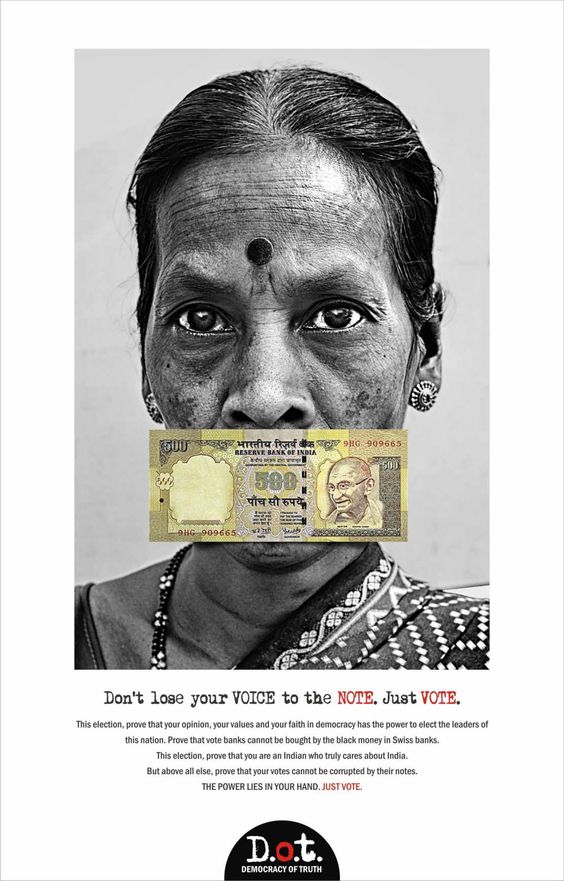 500
भारतीय रिज़र्व बैंक
9HG 909665
RESERVE BANK OF INDIA
500
500
500
पाँच सौ रुपये
9HG 909665
Don't lose your VOICE to the NOTE. Just VOTE.
This election, prove that your opinion, your values and your faith in democracy has the power to elect the leaders of
this nation. Prove that vote banks cannot be bought by the black money in Swiss banks.
This election, prove that you are an Indian who truly cares about India.
But above all else, prove that your votes cannot be corrupted by their notes.
THE POWER LIES IN YOUR HAND. JUST VOTE.
D.o.t.
DEMOCRACY OF TRUTH